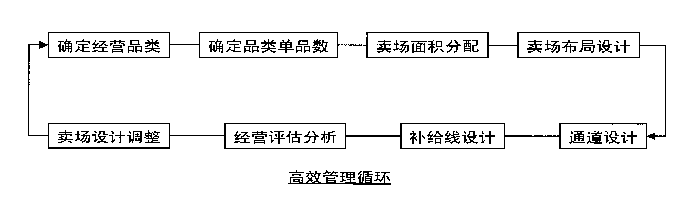 确定经营品类 确定品类单品数 卖场面积分配 卖场布局设计
卖场设计调整 经营评估分析 补给线设计 通道设计
高效管理循环